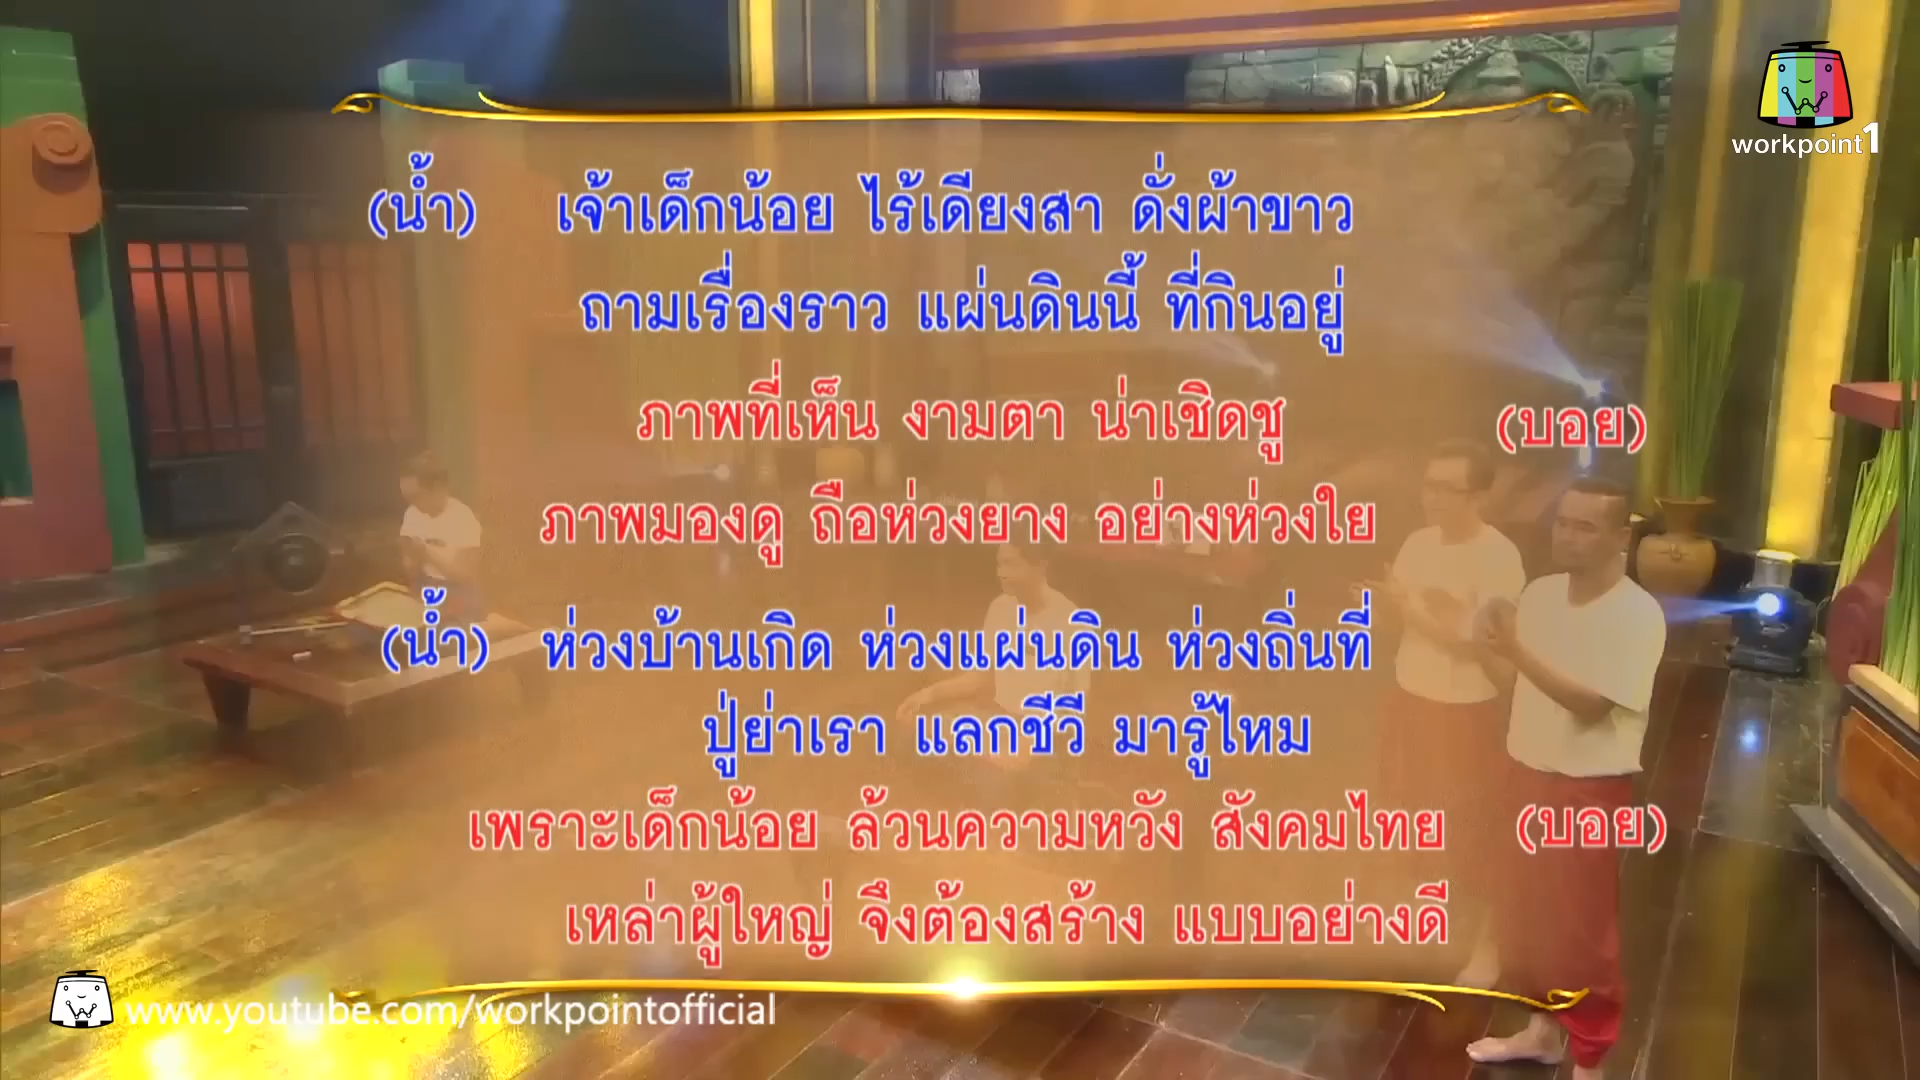 workpoint1
(น้ำ) เจ้าเด็กน้อย ไร้เดียงสา ดั่งผ้าขาว
ถามเรื่องราว แผ่นดินนี้ ที่กินอยู่
ภาพที่เห็น งามตา น่าเชิดชู (บอย)
ภาพมองดู ถือห่วงยาง อย่างห่วงใย
(น้ำ) ห่วงบ้านเกิด ห่วงแผ่นดิน ห่วงถิ่นที่
ปู่ย่าเรา แลกชีวี มารู้ไหม
เพราะเด็กน้อย ล้วนความหวัง สังคมไทย (บอย)
เหล่าผู้ใหญ่ จึงต้องสร้าง แบบอย่างดี
www.youtube.com/workpointofficial